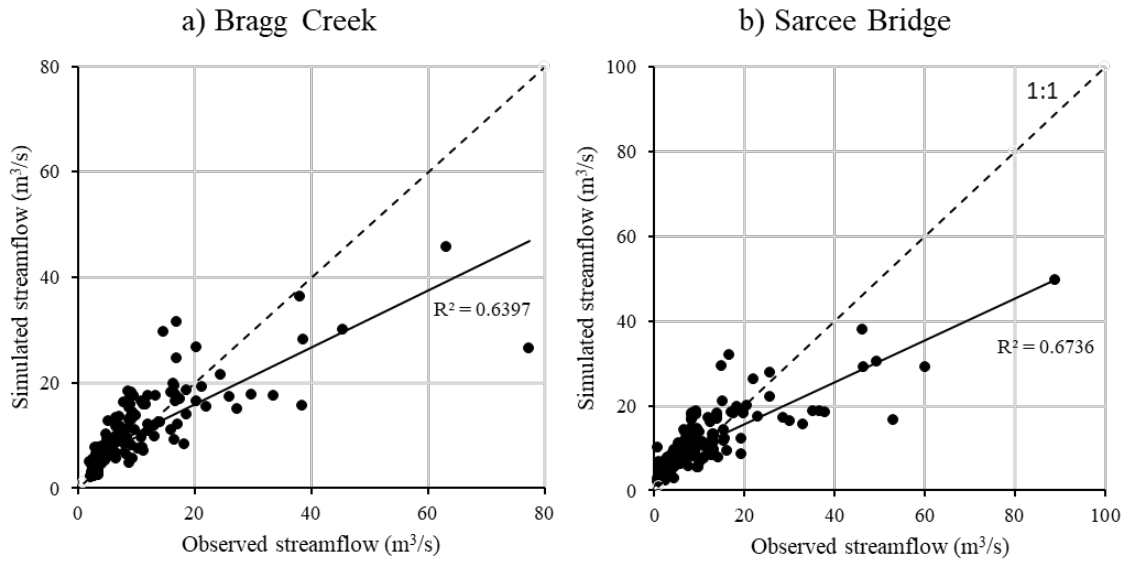 a) Bragg Creek
80
60
40
20
0
0
20
40
60
80
Simulated streamflow (m³/s)
Observed streamflow (m³/s)
R² = 0.6397
b) Sarcee Bridge
100
80
60
40
20
0
0
20
40
60
80
100
Simulated streamflow (m³/s)
Observed streamflow (m³/s)
1:1
R² = 0.6736